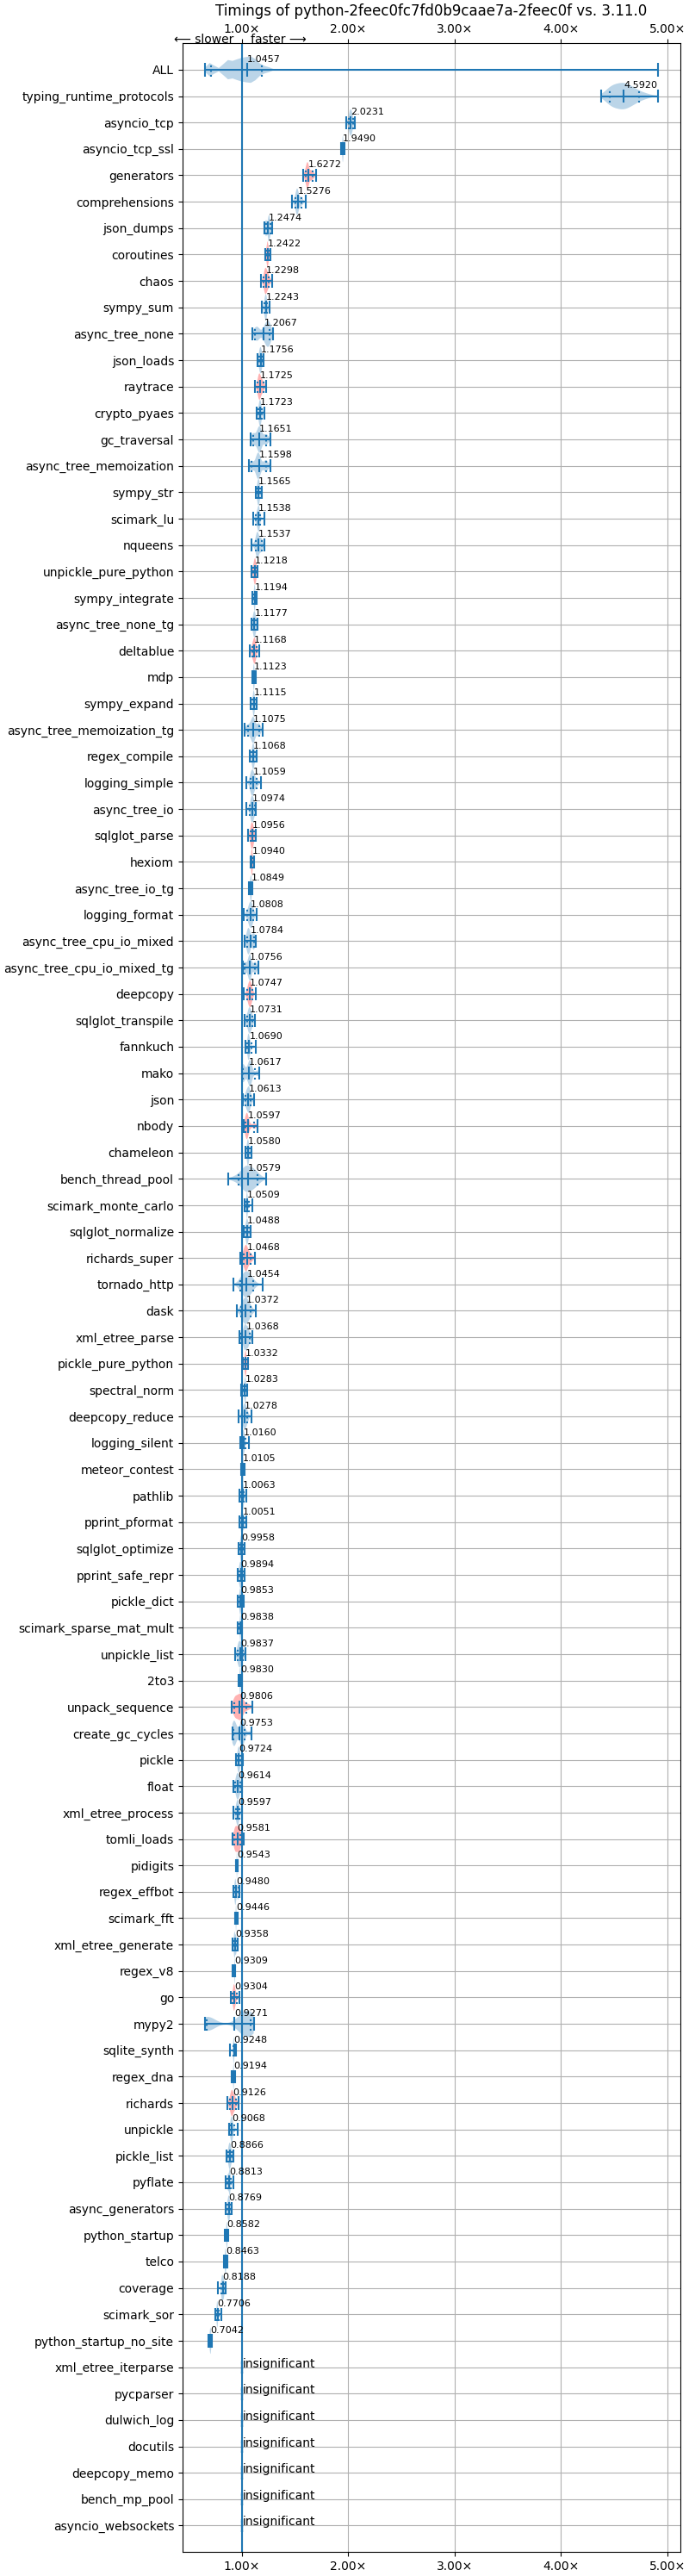 Timings of python-2feec0fc7fd0b9caae7a-2feec0f vs. 3.11.0
⟵ slower faster ⟶
1.00× 2.00× 3.00× 4.00× 5.00×
ALL 1.0457
typing_runtime_protocols 4.5920
asyncio_tcp 2.0231
asyncio_tcp_ssl 1.9490
generators 1.6272
comprehensions 1.5276
json_dumps 1.2474
coroutines 1.2422
chaos 1.2298
sympy_sum 1.2243
async_tree_none 1.2067
json_loads 1.1756
raytrace 1.1725
crypto_pyaes 1.1723
gc_traversal 1.1651
async_tree_memoization 1.1598
sympy_str 1.1565
scimark_lu 1.1538
nqueens 1.1537
unpickle_pure_python 1.1218
sympy_integrate 1.1194
async_tree_none_tg 1.1177
deltablue 1.1168
mdp 1.1123
sympy_expand 1.1115
async_tree_memoization_tg 1.1075
regex_compile 1.1068
logging_simple 1.1059
async_tree_io 1.0974
sqlglot_parse 1.0956
hexiom 1.0940
async_tree_io_tg 1.0849
logging_format 1.0808
async_tree_cpu_io_mixed 1.0784
async_tree_cpu_io_mixed_tg 1.0756
deepcopy 1.0747
sqlglot_transpile 1.0731
fannkuch 1.0690
mako 1.0617
json 1.0613
nbody 1.0597
chameleon 1.0580
bench_thread_pool 1.0579
scimark_monte_carlo 1.0509
sqlglot_normalize 1.0488
richards_super 1.0468
tornado_http 1.0454
dask 1.0372
xml_etree_parse 1.0368
pickle_pure_python 1.0332
spectral_norm 1.0283
deepcopy_reduce 1.0278
logging_silent 1.0160
meteor_contest 1.0105
pathlib 1.0063
pprint_pformat 1.0051
sqlglot_optimize 0.9958
pprint_safe_repr 0.9894
pickle_dict 0.9853
scimark_sparse_mat_mult 0.9838
unpickle_list 0.9837
2to3 0.9830
unpack_sequence 0.9806
create_gc_cycles 0.9753
pickle 0.9724
float 0.9614
xml_etree_process 0.9597
tomli_loads 0.9581
pidigits 0.9543
regex_effbot 0.9480
scimark_fft 0.9446
xml_etree_generate 0.9358
regex_v8 0.9309
go 0.9304
mypy2 0.9271
sqlite_synth 0.9248
regex_dna 0.9194
richards 0.9126
unpickle 0.9068
pickle_list 0.8866
pyflate 0.8813
async_generators 0.8769
python_startup 0.8582
telco 0.8463
coverage 0.8188
scimark_sor 0.7706
python_startup_no_site 0.7042
xml_etree_iterparse insignificant
pycparser insignificant
dulwich_log insignificant
docutils insignificant
deepcopy_memo insignificant
bench_mp_pool insignificant
asyncio_websockets insignificant
1.00× 2.00× 3.00× 4.00× 5.00×